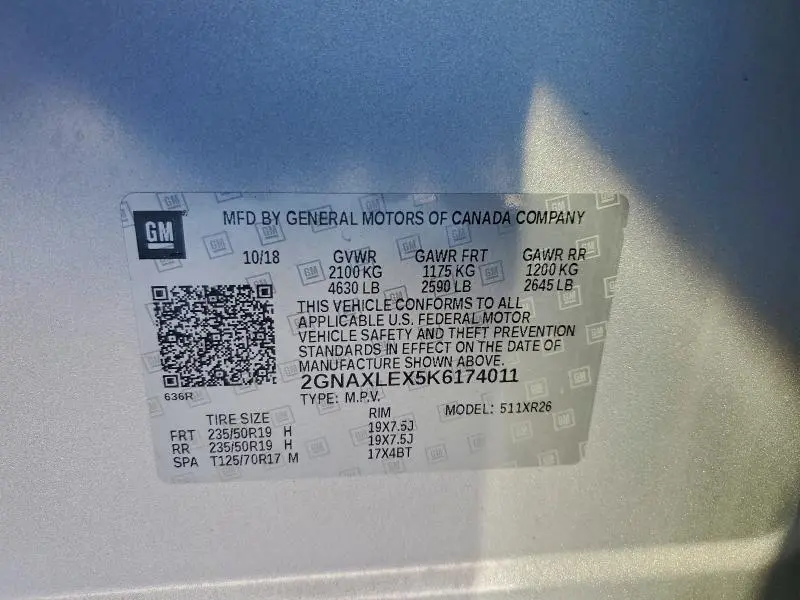 GM
MFD BY GENERAL MOTORS OF CANADA COMPANY
10/18 GVWR GAWR FRT GAWR RR
2100 KG 1175 KG 1200 KG
4630 LB 2590 LB 2645 LB
THIS VEHICLE CONFORMS TO ALL
APPLICABLE U.S. FEDERAL MOTOR
VEHICLE SAFETY AND THEFT PREVENTION
STANDARDS IN EFFECT ON THE DATE OF
MANUFACTURE SHOWN ABOVE.
2GNAXLEX5K6174011
636R TYPE: M.P.V. MODEL: 511XR26
TIRE SIZE RIM
FRT 235/50R19 H 19X7.5J
RR 235/50R19 H 19X7.5J
SPA T125/70R17 M 17X4BT